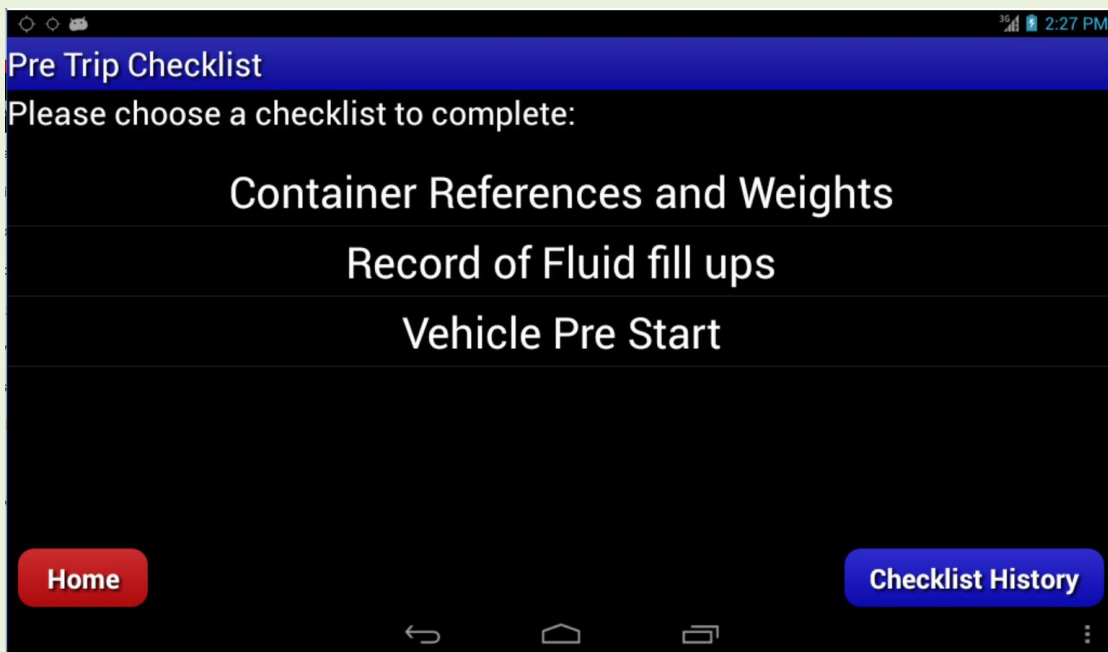 3G 2:27 PM
Pre Trip Checklist
Please choose a checklist to complete:
Container References and Weights
Record of Fluid fill ups
Vehicle Pre Start
Home Checklist History